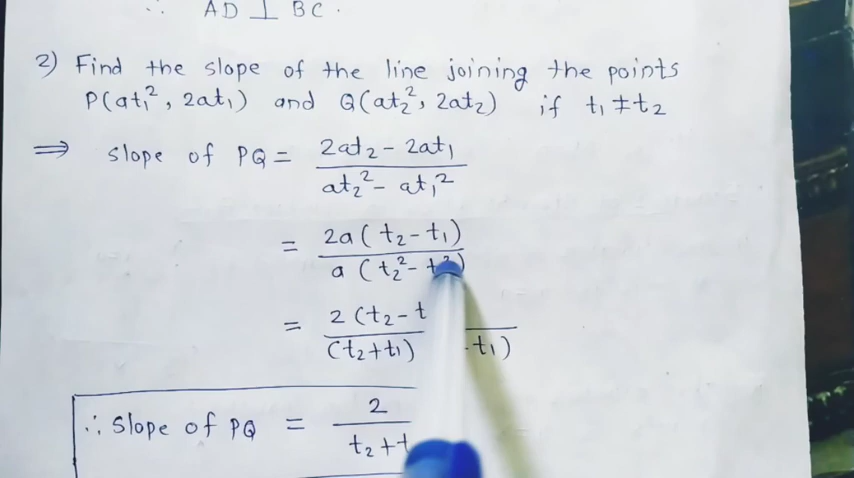 ∴ AD ⊥ BC.
2) Find the slope of the line joining the points
P(at₁², 2at₁) and Q(at₂², 2at₂) if t₁ ≠ t₂
⇒ slope of PQ = (2at₂ - 2at₁) / (at₂² - at₁²)
= 2a(t₂ - t₁) / a(t₂² - t
= 2(t₂ - t / (t₂+t₁) t₁)
∴ slope of PQ = 2 / t₂+t